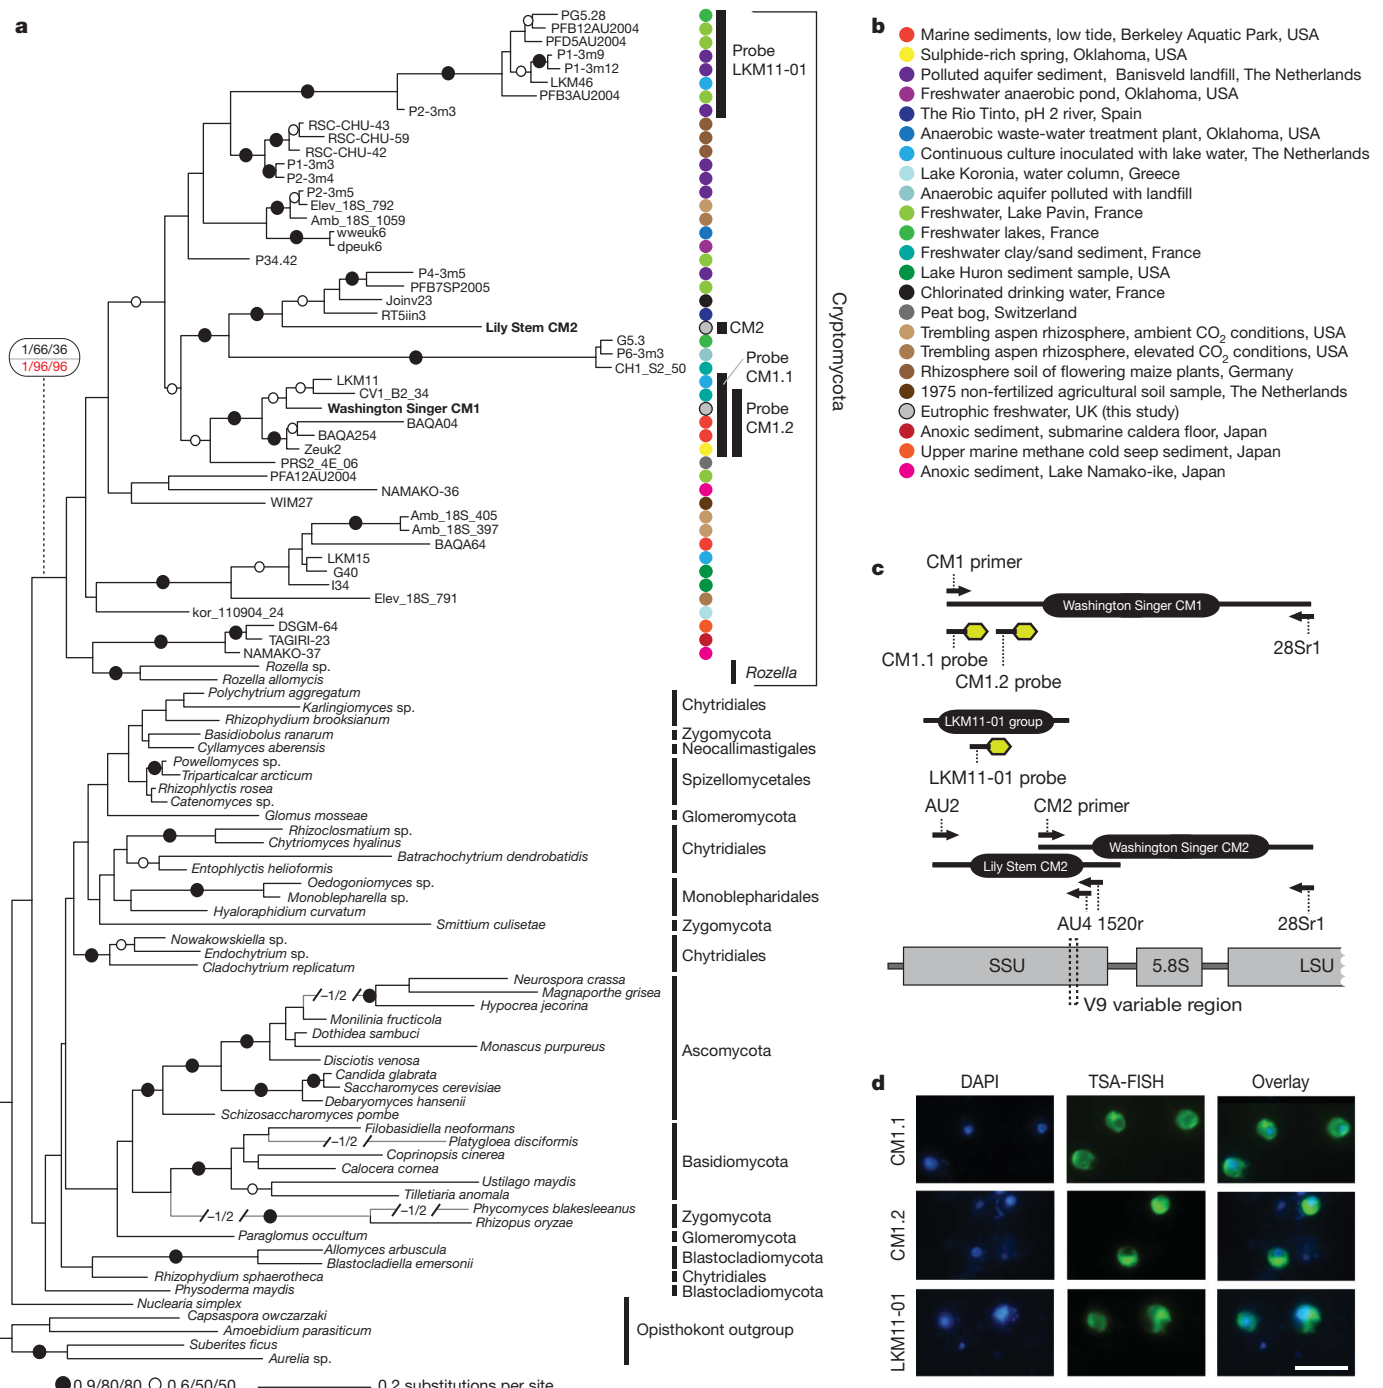 a
PG5.28
PFB12AU2004
PFD5AU2004
P1-3m9
P1-3m12
LKM46
PFB3AU2004
P2-3m3
RSC-CHU-43
RSC-CHU-59
RSC-CHU-42
P1-3m3
P2-3m4
P2-3m5
Elev_18S_792
Amb_18S_1059
wweuk6
dpeuk6
P34.42
P4-3m5
PFB7SP2005
Joinv23
RT5iin3
Lily Stem CM2
G5.3
P6-3m3
CH1_S2_50
LKM11
CV1_B2_34
Washington Singer CM1
BAQA04
BAQA254
Zeuk2
PRS2_4E_06
PFA12AU2004
NAMAKO-36
WIM27
Amb_18S_405
Amb_18S_397
BAQA64
LKM15
G40
I34
Elev_18S_791
kor_110904_24
DSGM-64
TAGIRI-23
NAMAKO-37
Rozella sp.
Rozella allomycis
Polychytrium aggregatum
Karlingiomyces sp.
Rhizophydium brooksianum
Basidiobolus ranarum
Cyllamyces aberensis
Powellomyces sp.
Triparticalcar arcticum
Rhizophlyctis rosea
Catenomyces sp.
Glomus mosseae
Rhizoclosmatium sp.
Chytriomyces hyalinus
Batrachochytrium dendrobatidis
Entophlyctis helioformis
Oedogoniomyces sp.
Monoblepharella sp.
Hyaloraphidium curvatum
Smittium culisetae
Nowakowskiella sp.
Endochytrium sp.
Cladochytrium replicatum
Neurospora crassa
Magnaporthe grisea
Hypocrea jecorina
Monilinia fructicola
Dothidea sambuci
Monascus purpureus
Disciotis venosa
Candida glabrata
Saccharomyces cerevisiae
Debaryomyces hansenii
Schizosaccharomyces pombe
Filobasidiella neoformans
Platygloea disciformis
Coprinopsis cinerea
Calocera cornea
Ustilago maydis
Tilletiaria anomala
Phycomyces blakesleeanus
Rhizopus oryzae
Paraglomus occultum
Allomyces arbuscula
Blastocladiella emersonii
Rhizophydium sphaerotheca
Physoderma maydis
Nuclearia simplex
Capsaspora owczarzaki
Amoebidium parasiticum
Suberites ficus
Aurelia sp.
1/66/36
1/96/96
–1/2
–1/2
–1/2
–1/2
0.9/80/80
0.6/50/50
0.2 substitutions per site
Probe
LKM11-01
CM2
Probe
CM1.1
Probe
CM1.2
Cryptomycota
Rozella
Chytridiales
Zygomycota
Neocallimastigales
Spizellomycetales
Glomeromycota
Chytridiales
Monoblepharidales
Zygomycota
Chytridiales
Ascomycota
Basidiomycota
Zygomycota
Glomeromycota
Blastocladiomycota
Chytridiales
Blastocladiomycota
Opisthokont outgroup
b
Marine sediments, low tide, Berkeley Aquatic Park, USA
Sulphide-rich spring, Oklahoma, USA
Polluted aquifer sediment, Banisveld landfill, The Netherlands
Freshwater anaerobic pond, Oklahoma, USA
The Rio Tinto, pH 2 river, Spain
Anaerobic waste-water treatment plant, Oklahoma, USA
Continuous culture inoculated with lake water, The Netherlands
Lake Koronia, water column, Greece
Anaerobic aquifer polluted with landfill
Freshwater, Lake Pavin, France
Freshwater lakes, France
Freshwater clay/sand sediment, France
Lake Huron sediment sample, USA
Chlorinated drinking water, France
Peat bog, Switzerland
Trembling aspen rhizosphere, ambient CO2 conditions, USA
Trembling aspen rhizosphere, elevated CO2 conditions, USA
Rhizosphere soil of flowering maize plants, Germany
1975 non-fertilized agricultural soil sample, The Netherlands
Eutrophic freshwater, UK (this study)
Anoxic sediment, submarine caldera floor, Japan
Upper marine methane cold seep sediment, Japan
Anoxic sediment, Lake Namako-ike, Japan
c
CM1 primer
Washington Singer CM1
28Sr1
CM1.1 probe
CM1.2 probe
LKM11-01 group
LKM11-01 probe
AU2
CM2 primer
Washington Singer CM2
Lily Stem CM2
AU4 1520r
28Sr1
SSU
5.8S
LSU
V9 variable region
d
DAPI
TSA-FISH
Overlay
CM1.1
CM1.2
LKM11-01